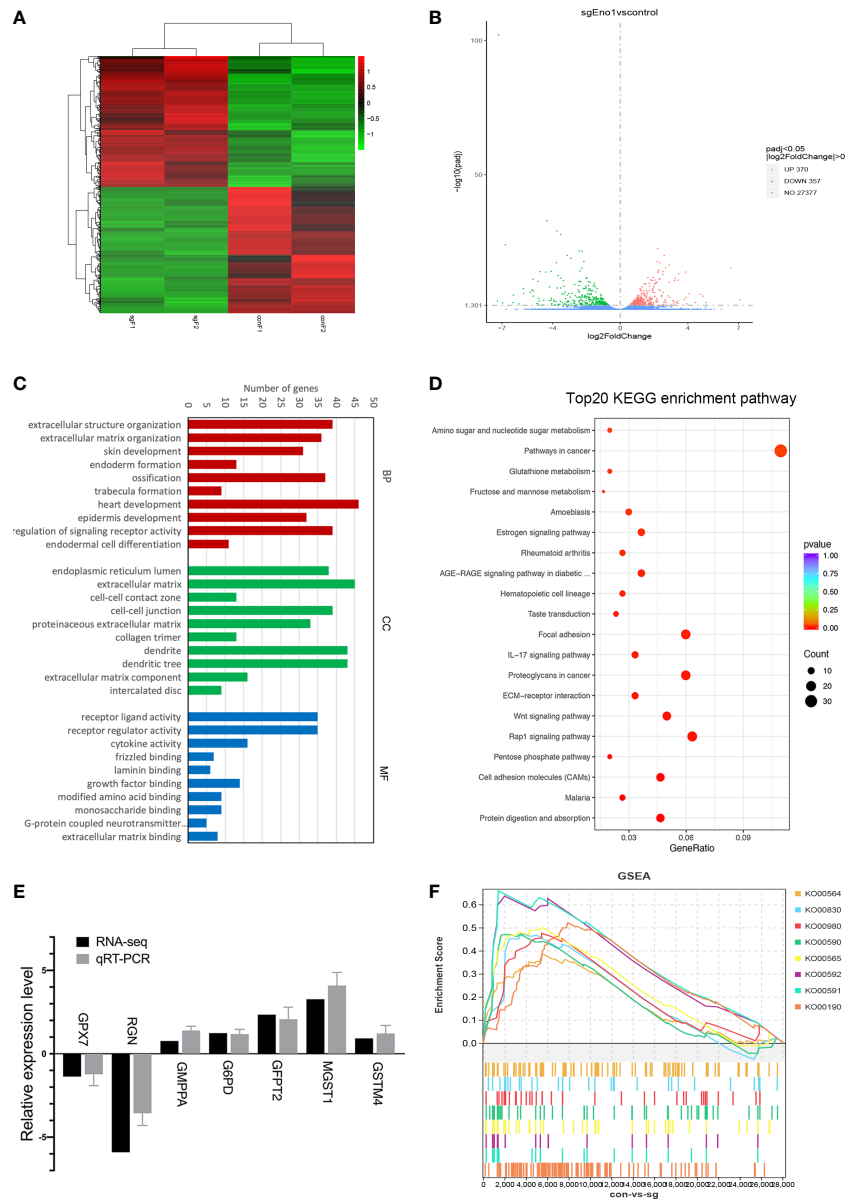 A
1
0.5
0
−0.5
−1
sgF1
sgF2
conF1
conF2
B
sgEno1vscontrol
100
50
1.301
−log10(padj)
−7
−4
0
4
7
log2FoldChange
padj<0.05
|log2FoldChange|>0
UP 370
DOWN 357
NO 27377
C
Number of genes
0
5
10
15
20
25
30
35
40
45
50
extracellular structure organization
extracellular matrix organization
skin development
endoderm formation
ossification
trabecula formation
heart development
epidermis development
regulation of signaling receptor activity
endodermal cell differentiation
BP
endoplasmic reticulum lumen
extracellular matrix
cell-cell contact zone
cell-cell junction
proteinaceous extracellular matrix
collagen trimer
dendrite
dendritic tree
extracellular matrix component
intercalated disc
CC
receptor ligand activity
receptor regulator activity
cytokine activity
frizzled binding
laminin binding
growth factor binding
modified amino acid binding
monosaccharide binding
G-protein coupled neurotransmitter...
extracellular matrix binding
MF
D
Top20 KEGG enrichment pathway
Amino sugar and nucleotide sugar metabolism
Pathways in cancer
Glutathione metabolism
Fructose and mannose metabolism
Amoebiasis
Estrogen signaling pathway
Rheumatoid arthritis
AGE−RAGE signaling pathway in diabetic ...
Hematopoietic cell lineage
Taste transduction
Focal adhesion
IL−17 signaling pathway
Proteoglycans in cancer
ECM−receptor interaction
Wnt signaling pathway
Rap1 signaling pathway
Pentose phosphate pathway
Cell adhesion molecules (CAMs)
Malaria
Protein digestion and absorption
0.03
0.06
0.09
GeneRatio
pvalue
1.00
0.75
0.50
0.25
0.00
Count
10
20
30
E
Relative expression level
5
0
-5
RNA-seq
qRT-PCR
GPX7
RGN
GMPPA
G6PD
GFPT2
MGST1
GSTM4
F
GSEA
Enrichment Score
0.6
0.5
0.4
0.3
0.2
0.1
0.0
KO00564
KO00830
KO00980
KO00590
KO00565
KO00592
KO00591
KO00190
0
2,000
4,000
6,000
8,000
10,000
12,000
14,000
16,000
18,000
20,000
22,000
24,000
26,000
28,000
con-vs-sg